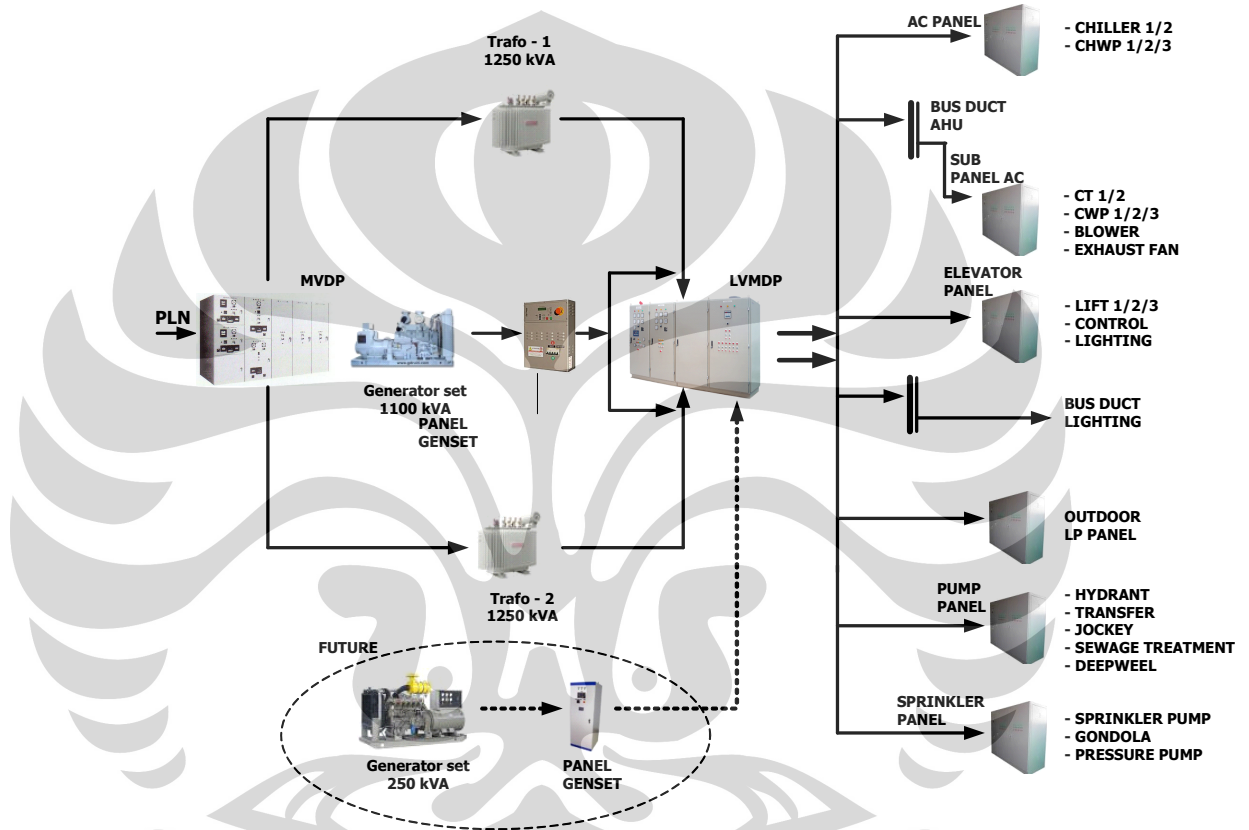 Trafo - 1
1250 kVA
AC PANEL
- CHILLER 1/2
- CHWP 1/2/3
BUS DUCT
AHU
SUB
PANEL AC
- CT 1/2
- CWP 1/2/3
- BLOWER
- EXHAUST FAN
PLN
MVDP
LVMDP
ELEVATOR
PANEL
- LIFT 1/2/3
- CONTROL
- LIGHTING
Generator set
1100 kVA
PANEL
GENSET
BUS DUCT
LIGHTING
OUTDOOR
LP PANEL
Trafo - 2
1250 kVA
PUMP
PANEL
- HYDRANT
- TRANSFER
- JOCKEY
- SEWAGE TREATMENT
- DEEPWEEL
FUTURE
Generator set
250 kVA
PANEL
GENSET
SPRINKLER
PANEL
- SPRINKLER PUMP
- GONDOLA
- PRESSURE PUMP